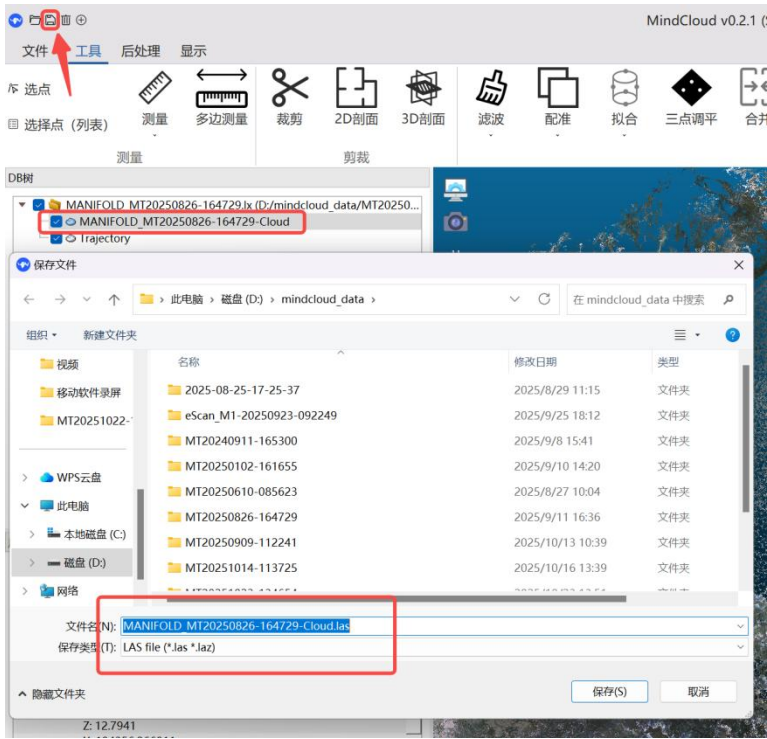 MindCloud v0.2.1 (
文件 工具 后处理 显示
选点
选择点（列表）
测量 多边测量 裁剪 2D剖面 3D剖面 滤波 配准 拟合 三点调平 合并
测量 剪裁
DB树
MANIFOLD_MT20250826-164729.lx (D:/mindcloud_data/MT20250...
MANIFOLD_MT20250826-164729-Cloud
Trajectory
保存文件
此电脑 › 磁盘 (D:) › mindcloud_data ›
在 mindcloud_data 中搜索
组织 新建文件夹
名称 修改日期 类型
视频
移动软件录屏
MT20251022-
WPS云盘
此电脑
本地磁盘 (C:)
磁盘 (D:)
网络
2025-08-25-17-25-37 2025/8/29 11:15 文件夹
eScan_M1-20250923-092249 2025/9/25 18:12 文件夹
MT20240911-165300 2025/9/8 15:41 文件夹
MT20250102-161655 2025/9/10 14:20 文件夹
MT20250610-085623 2025/8/27 10:04 文件夹
MT20250826-164729 2025/9/11 16:36 文件夹
MT20250909-112241 2025/10/13 10:39 文件夹
MT20251014-113725 2025/10/16 13:39 文件夹
文件名(N): MANIFOLD_MT20250826-164729-Cloud.las
保存类型(T): LAS file (*.las *.laz)
隐藏文件夹
保存(S) 取消
Z: 12.7941